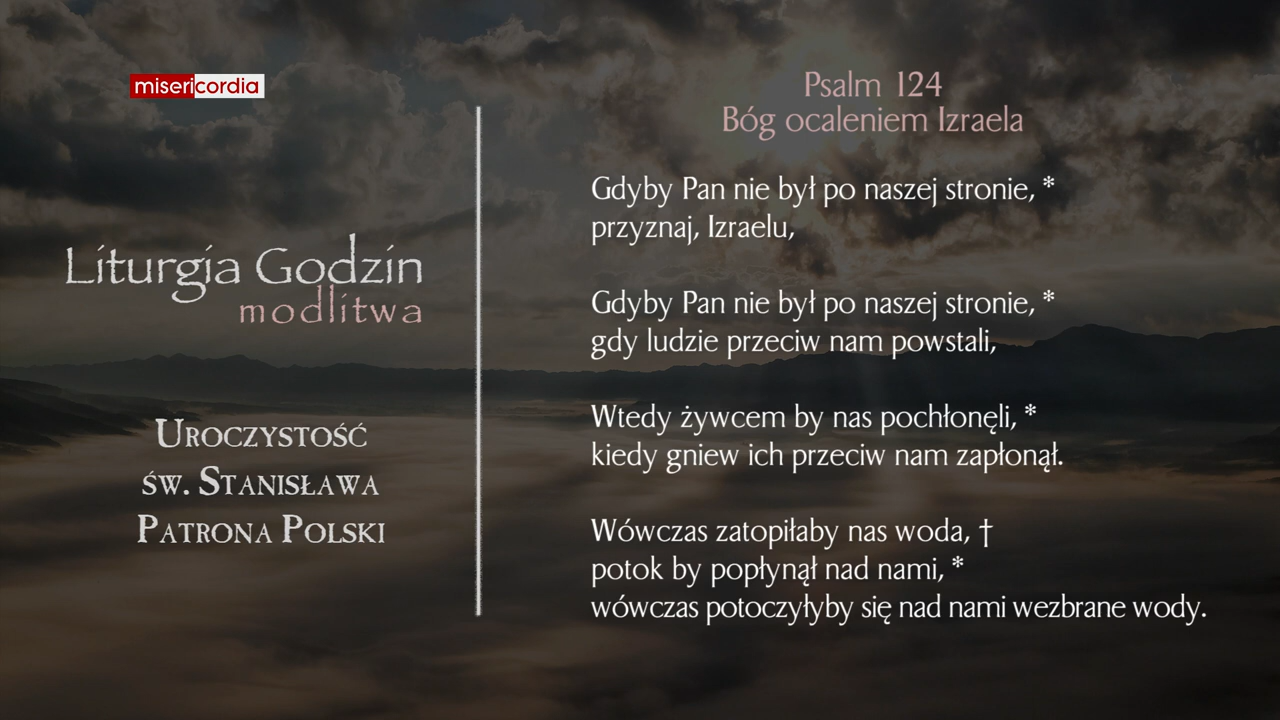 misericordia
Liturgia Godzin
modlitwa
Uroczystość
św. Stanisława
Patrona Polski
Psalm 124
Bóg ocaleniem Izraela
Gdyby Pan nie był po naszej stronie, *
przyznaj, Izraelu,
Gdyby Pan nie był po naszej stronie, *
gdy ludzie przeciw nam powstali,
Wtedy żywcem by nas pochłonęli, *
kiedy gniew ich przeciw nam zapłonął.
Wówczas zatopiłaby nas woda, †
potok by popłynął nad nami, *
wówczas potoczyłyby się nad nami wezbrane wody.